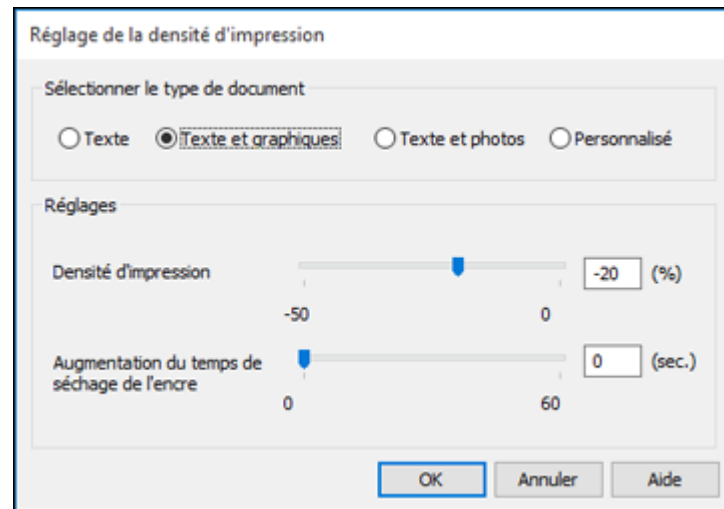 Réglage de la densité d'impression
Sélectionner le type de document
Texte Texte et graphiques Texte et photos Personnalisé
Réglages
Densité d'impression -20 (%)
-50 0
Augmentation du temps de 0 (sec.)
séchage de l'encre
0 60
OK Annuler Aide